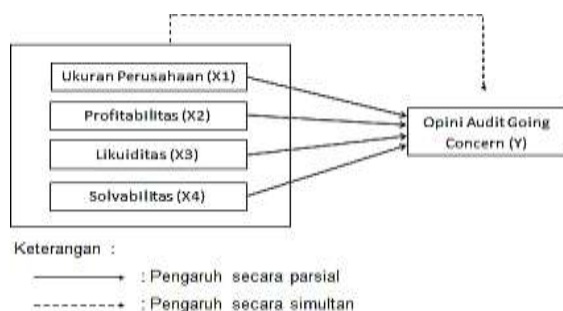 Ukuran Perusahaan (X1)
Profitabilitas (X2)
Likuiditas (X3)
Solvabilitas (X4)
Opini Audit Going
Concern (Y)
Keterangan :
: Pengaruh secara parsial
: Pengaruh secara simultan